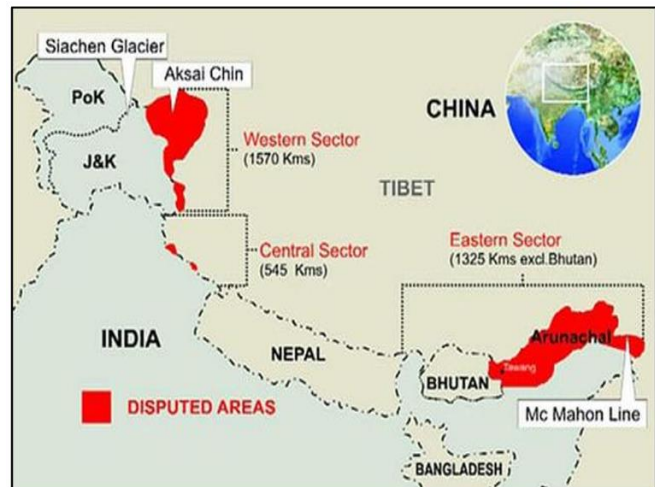 Siachen Glacier
Aksai Chin
PoK
CHINA
Western Sector
(1570 Kms)
J&K
TIBET
Central Sector
(545 Kms)
Eastern Sector
(1325 Kms excl.Bhutan)
INDIA
NEPAL
Arunachal
Tawang
BHUTAN
DISPUTED AREAS
Mc Mahon Line
BANGLADESH